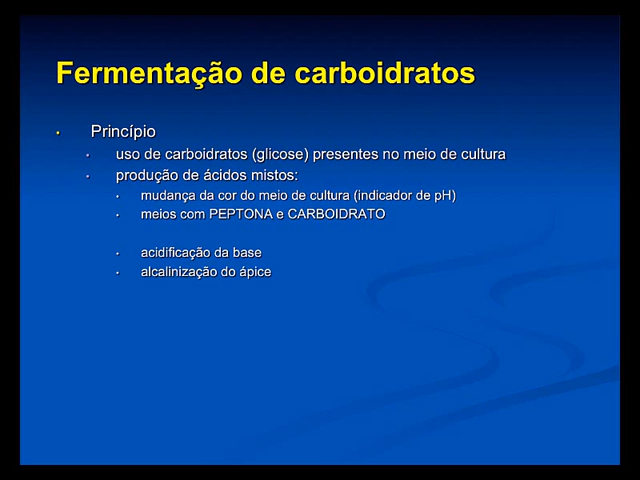 Fermentação de carboidratos
• Princípio
• uso de carboidratos (glicose) presentes no meio de cultura
• produção de ácidos mistos:
• mudança da cor do meio de cultura (indicador de pH)
• meios com PEPTONA e CARBOIDRATO
• acidificação da base
• alcalinização do ápice